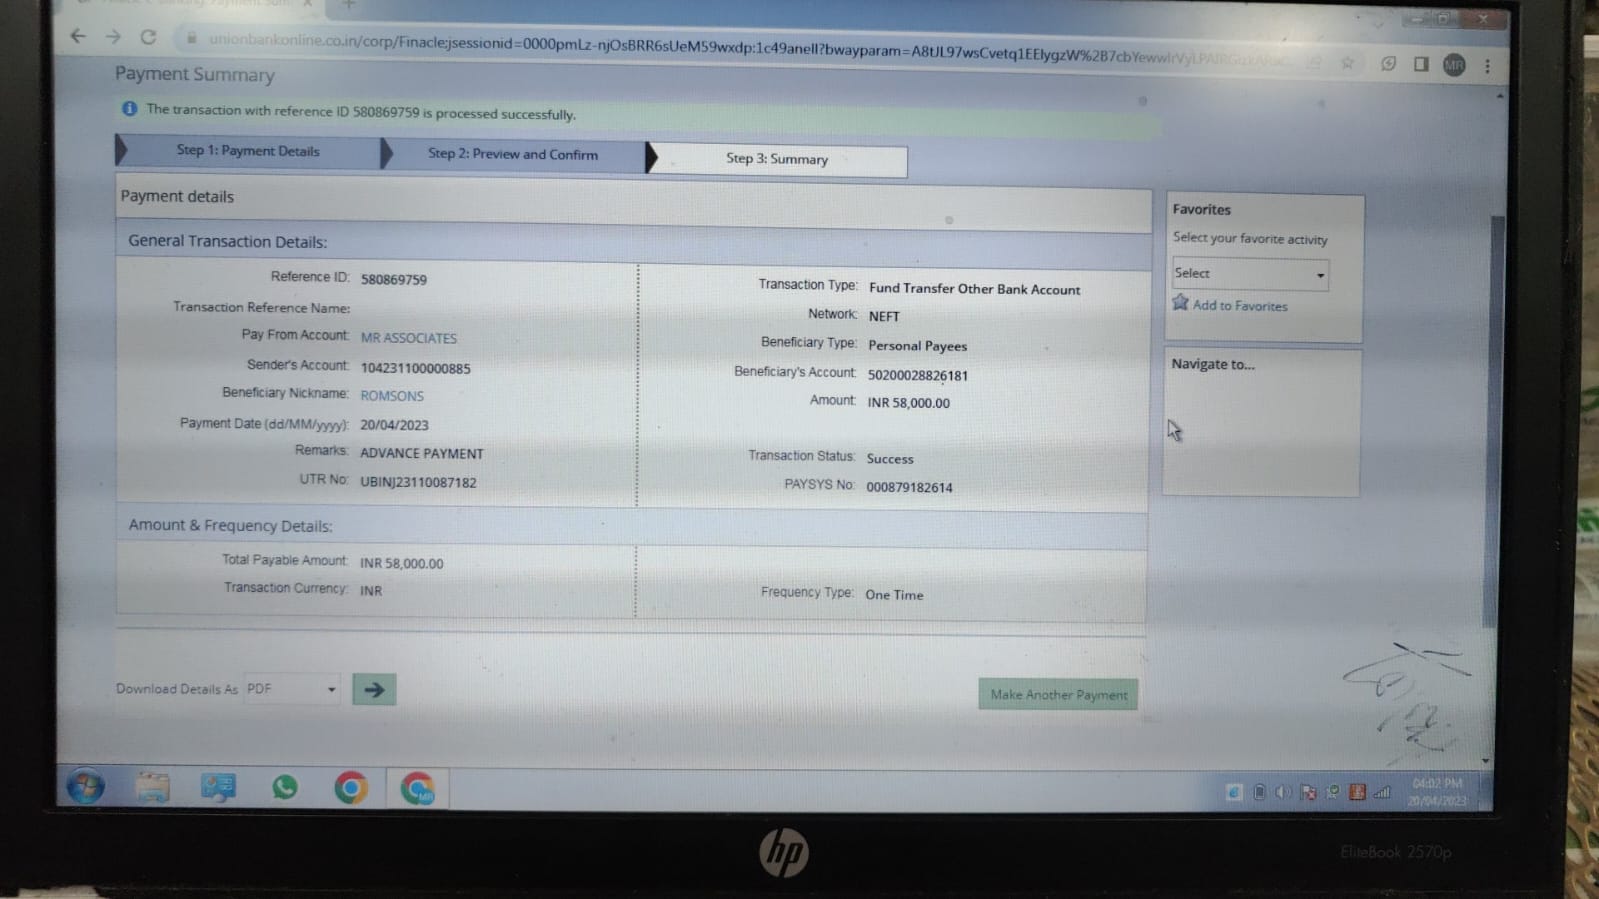 unionbankonline.co.in/corp/Finacle;jsessionid=0000pmLz-njOsBRR6sUeM59wxdp:1c49anell?bwayparam=A8tJL97wsCvetq1EElygzW%2B7cbYewwlrVyLPAIRG
MR
Payment Summary
The transaction with reference ID 580869759 is processed successfully.
Step 1: Payment Details
Step 2: Preview and Confirm
Step 3: Summary
Payment details
General Transaction Details:
Reference ID: 580869759
Transaction Reference Name:
Pay From Account: MR ASSOCIATES
Sender's Account: 104231100000885
Beneficiary Nickname: ROMSONS
Payment Date (dd/MM/yyyy): 20/04/2023
Remarks: ADVANCE PAYMENT
UTR No: UBINJ23110087182
Transaction Type: Fund Transfer Other Bank Account
Network: NEFT
Beneficiary Type: Personal Payees
Beneficiary's Account: 50200028826181
Amount: INR 58,000.00
Transaction Status: Success
PAYSYS No: 000879182614
Amount & Frequency Details:
Total Payable Amount: INR 58,000.00
Transaction Currency: INR
Frequency Type: One Time
Download Details As PDF
Make Another Payment
Favorites
Select your favorite activity
Select
Add to Favorites
Navigate to...
MR
04:02 PM
20/04/2023
hp
EliteBook 2570p